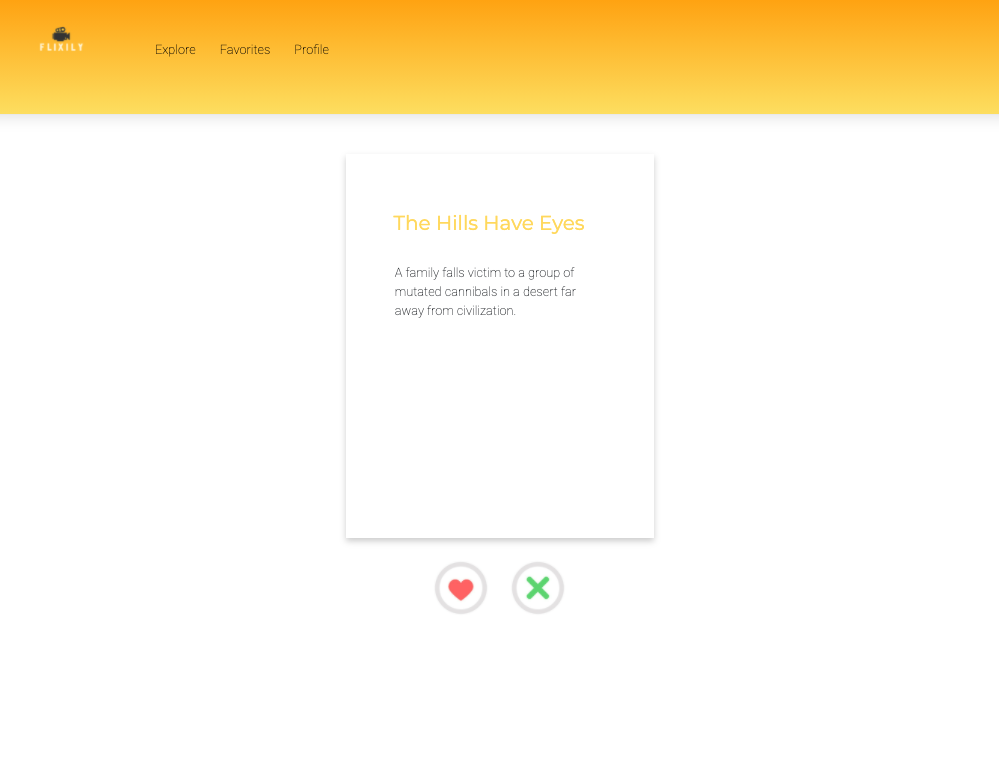 FLIXILY
Explore Favorites Profile
The Hills Have Eyes
A family falls victim to a group of
mutated cannibals in a desert far
away from civilization.